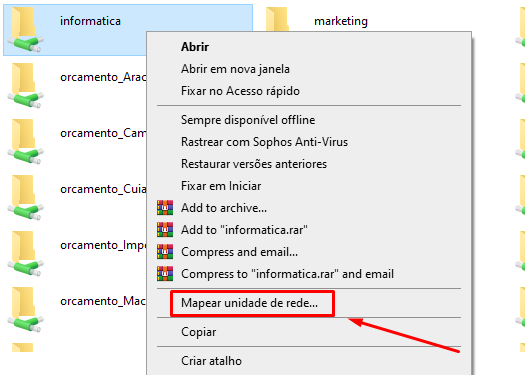 informatica
marketing
orcamento_Arac
orcamento_Cam
orcamento_Cuia
orcamento_Impe
orcamento_Mac
Abrir
Abrir em nova janela
Fixar no Acesso rápido
Sempre disponível offline
Rastrear com Sophos Anti-Virus
Restaurar versões anteriores
Fixar em Iniciar
Add to archive...
Add to "informatica.rar"
Compress and email...
Compress to "informatica.rar" and email
Mapear unidade de rede...
Copiar
Criar atalho